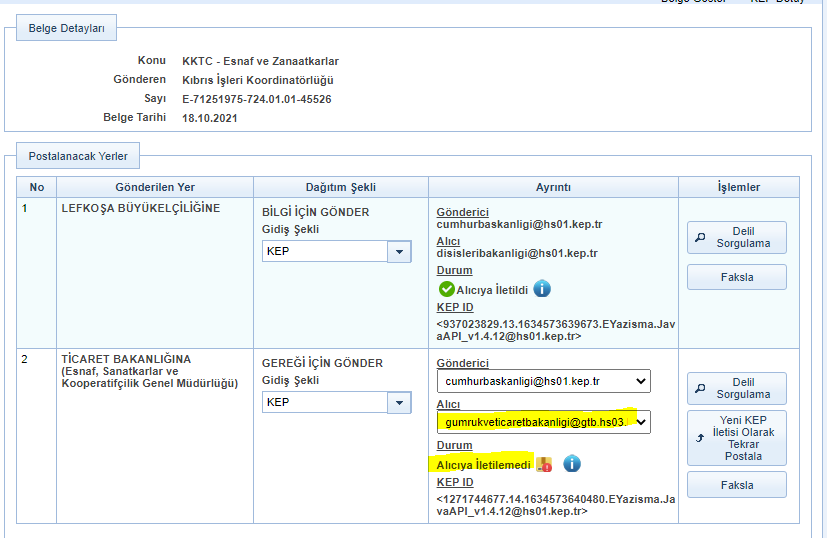 Belge Göster KEP Detay
Belge Detayları
Konu KKTC - Esnaf ve Zanaatkarlar
Gönderen Kıbrıs İşleri Koordinatörlüğü
Sayı E-71251975-724.01.01-45526
Belge Tarihi 18.10.2021
Postalanacak Yerler
No Gönderilen Yer Dağıtım Şekli Ayrıntı İşlemler
1 LEFKOŞA BÜYÜKELÇİLİĞİNE
BİLGİ İÇİN GÖNDER
Gidiş Şekli
KEP
Gönderici
cumhurbaskanligi@hs01.kep.tr
Alıcı
disisleribakanligi@hs01.kep.tr
Durum
Alıcıya İletildi
KEP ID
<937023829.13.1634573639673.EYazisma.Jav
aAPI_v1.4.12@hs01.kep.tr>
Delil
Sorgulama
Faksla
2 TİCARET BAKANLIĞINA
(Esnaf, Sanatkarlar ve
Kooperatifçilik Genel Müdürlüğü)
GEREĞİ İÇİN GÖNDER
Gidiş Şekli
KEP
Gönderici
cumhurbaskanligi@hs01.kep.tr
Alıcı
gumrukveticaretbakanligi@gtb.hs03.
Durum
Alıcıya İletilemedi
KEP ID
<1271744677.14.1634573640480.EYazisma.Ja
vaAPI_v1.4.12@hs01.kep.tr>
Delil
Sorgulama
Yeni KEP
İletisi Olarak
Tekrar
Postala
Faksla